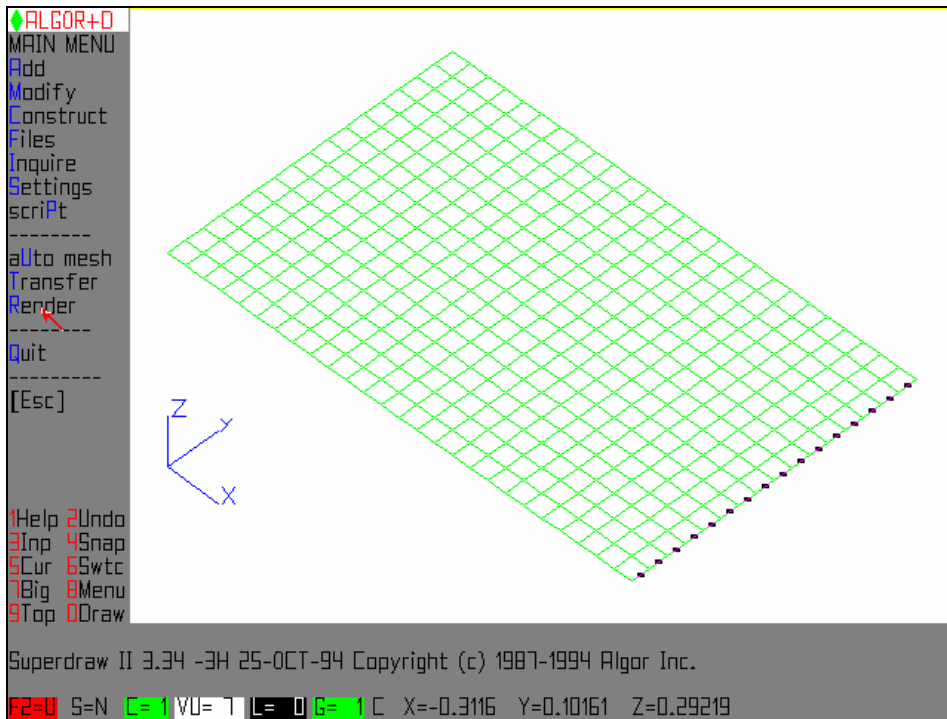 ALGOR+D
MAIN MENU
Add
Modify
Construct
Files
Inquire
Settings
scriPt
--------
aUto mesh
Transfer
Render
--------
Quit
---------
[Esc]
Z
Y
X
1Help 2Undo
3Inp 4Snap
5Cur 6Swtc
7Big 8Menu
9Top 0Draw
Superdraw II 3.34 -3H 25-OCT-94 Copyright (c) 1987-1994 Algor Inc.
F2=U S=N C= 1 VU= 7 L= 0 G= 1 C X=-0.3116 Y=0.10161 Z=0.29219